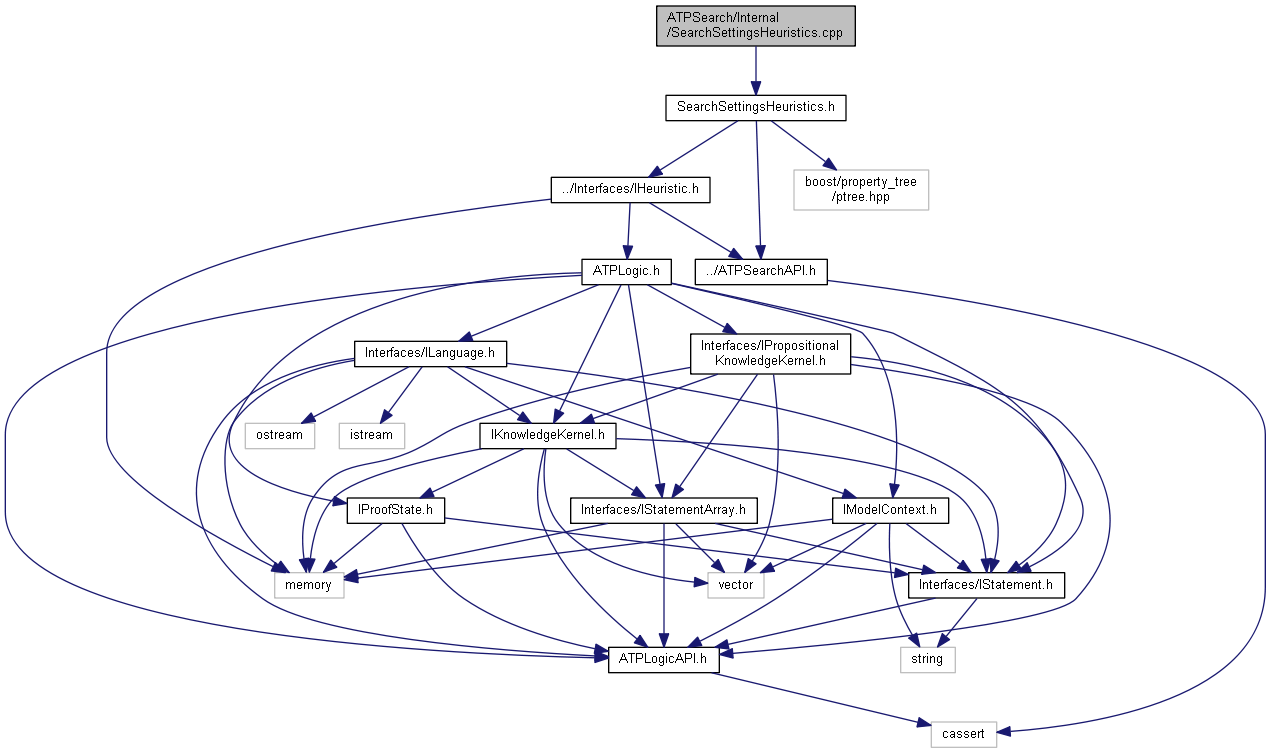 ATPSearch/Internal
/SearchSettingsHeuristics.cpp
SearchSettingsHeuristics.h
../Interfaces/IHeuristic.h
boost/property_tree
/ptree.hpp
ATPLogic.h
../ATPSearchAPI.h
Interfaces/ILanguage.h
Interfaces/IPropositional
KnowledgeKernel.h
ostream
istream
IKnowledgeKernel.h
IProofState.h
Interfaces/IStatementArray.h
IModelContext.h
memory
vector
Interfaces/IStatement.h
ATPLogicAPI.h
string
cassert